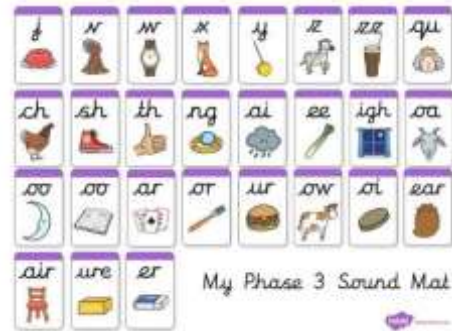 j v w x y z zz qu
ch sh th ng ai ee igh oa
oo oo ar or ur ow oi ear
air ure er My Phase 3 Sound Mat